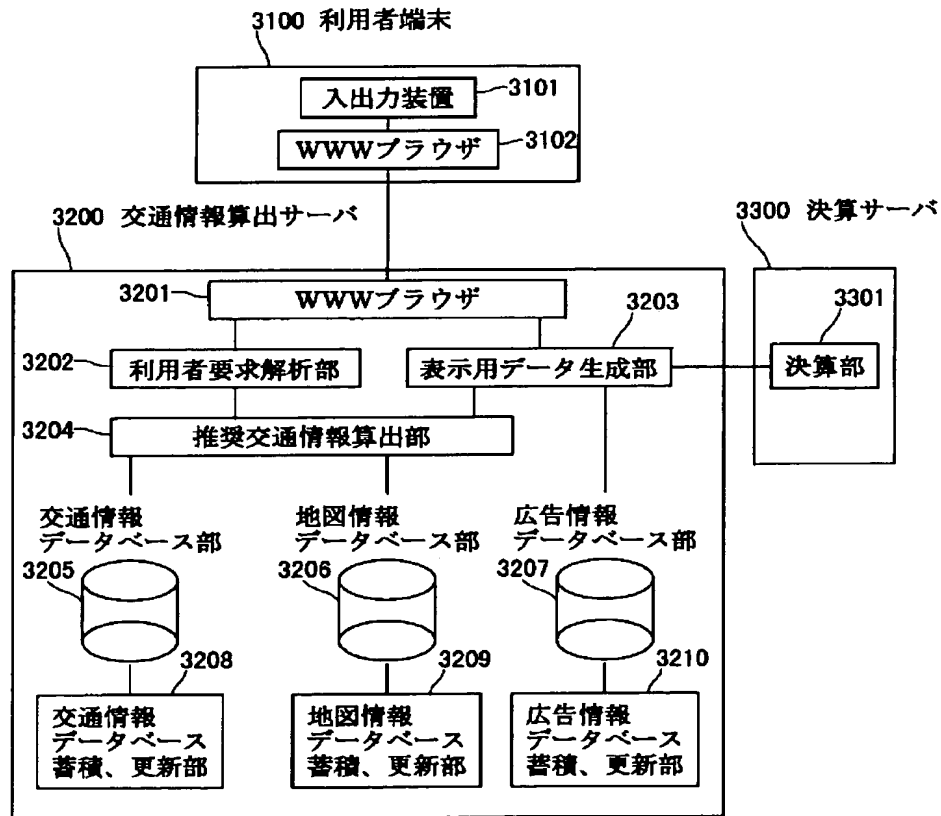 3100 利用者端末
入出力装置
3101
WWWブラウザ
3102
3200 交通情報算出サーバ
3300 決算サーバ
3201
WWWブラウザ
3203
3301
3202
利用者要求解析部
表示用データ生成部
決算部
3204
推奨交通情報算出部
交通情報
データベース部
地図情報
データベース部
広告情報
データベース部
3205
3206
3207
3208
3209
3210
交通情報
データベース
蓄積、更新部
地図情報
データベース
蓄積、更新部
広告情報
データベース
蓄積、更新部